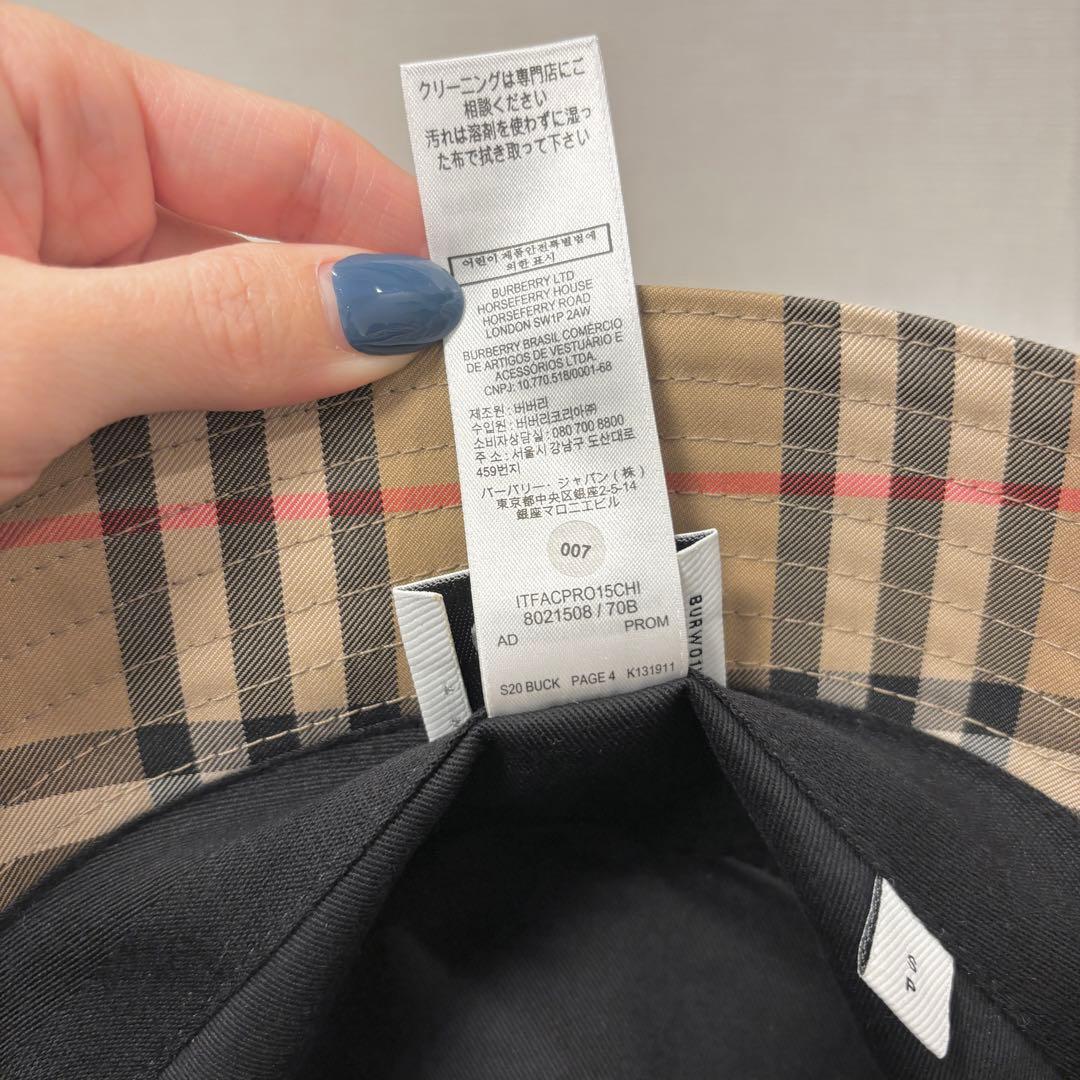 クリーニングは専門店にご
相談ください
汚れは溶剤を使わずに湿っ
た布で拭き取って下さい
어린이 제품안전특별법에
의한 표시
BURBERRY LTD
HORSEFERRY HOUSE
HORSEFERRY ROAD
LONDON SW1P 2AW
BURBERRY BRASIL COMÉRCIO
DE ARTIGOS DE VESTUÁRIO E
ACESSÓRIOS LTDA.
CNPJ: 10.770.518/0001-68
제조원 : 버버리
수입원 : 버버리코리아㈜
소비자상담실 : 080 700 8800
주 소 : 서울시 강남구 도산대로
459번지
バーバリー・ジャパン(株)
東京都中央区銀座2-5-14
銀座マロニエビル
007
ITFACPRO15CHI
8021508 / 70B
AD PROM
S20 BUCK PAGE 4 K131911
BURW01
S P